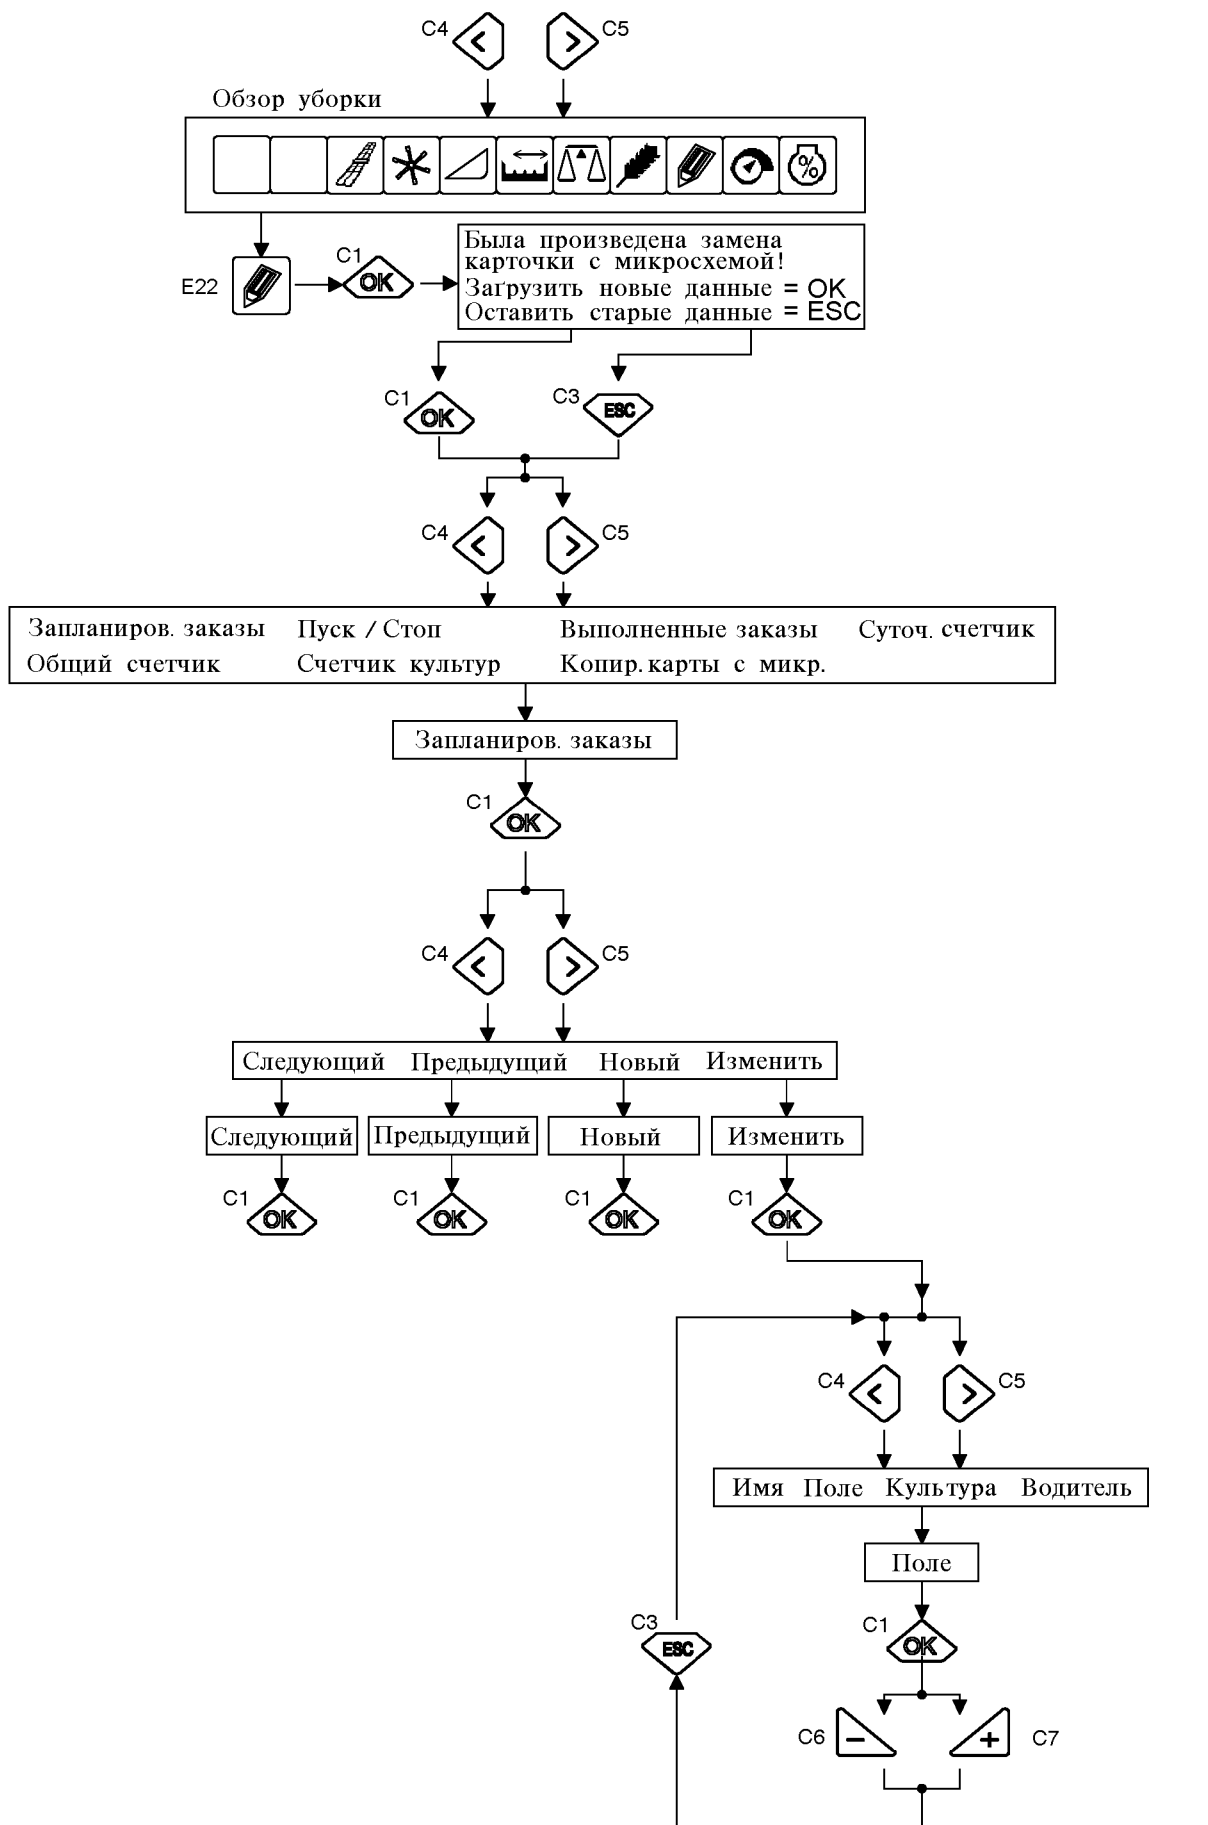 C4 C5
Обзор уборки
%
E22
C1
OK
Была произведена замена
карточки с микросхемой!
Загрузить новые данные = OK
Оставить старые данные = ESC
C1 OK
C3 ESC
C4 C5
Запланиров. заказы Пуск / Стоп Выполненные заказы Суточ. счетчик
Общий счетчик Счетчик культур Копир. карты с микр.
Запланиров. заказы
C1
OK
C4 C5
Следующий Предыдущий Новый Изменить
Следующий Предыдущий Новый Изменить
C1 C1 C1 C1
OK OK OK OK
C4 C5
Имя Поле Культура Водитель
Поле
C3 C1
ESC OK
C6 - + C7